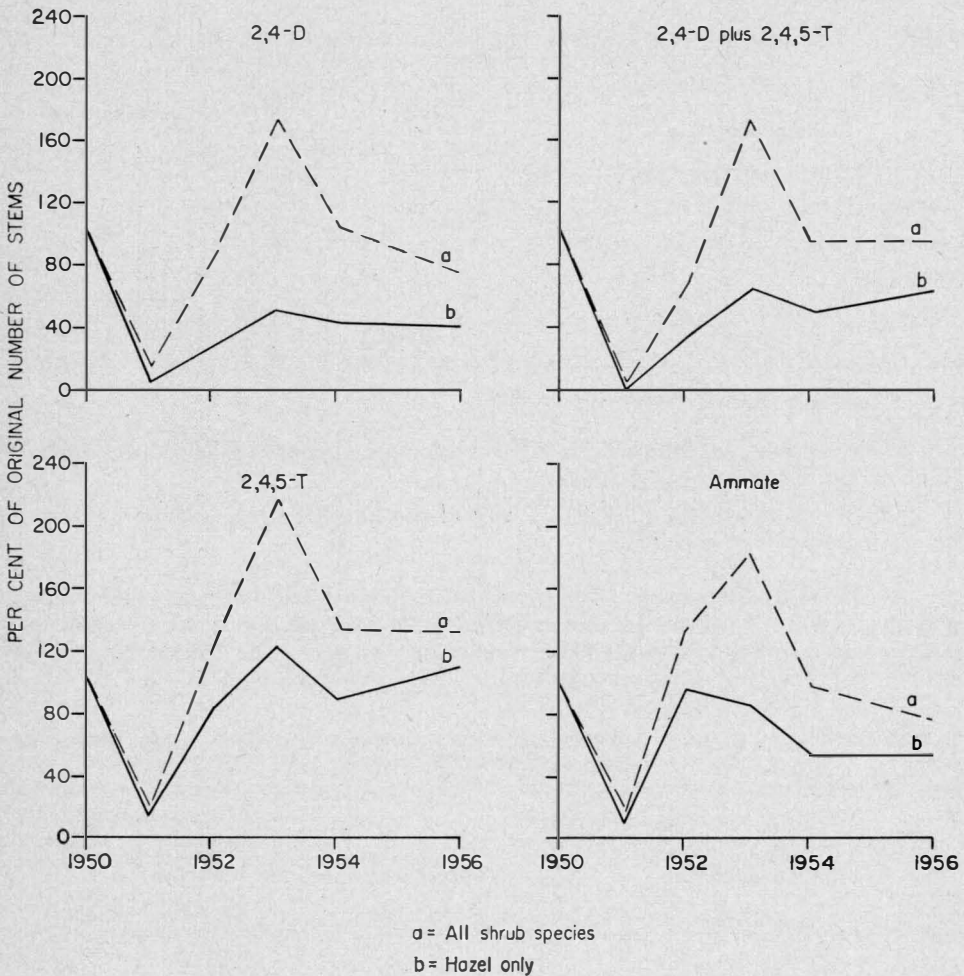 PER CENT OF ORIGINAL NUMBER OF STEMS
2,4-D
240
200
160
120
80
40
0
a
b
2,4-D plus 2,4,5-T
a
b
2,4,5-T
240
200
160
120
80
40
0
a
b
1950
1952
1954
1956
Ammate
a
b
1950
1952
1954
1956
a = All shrub species
b = Hazel only